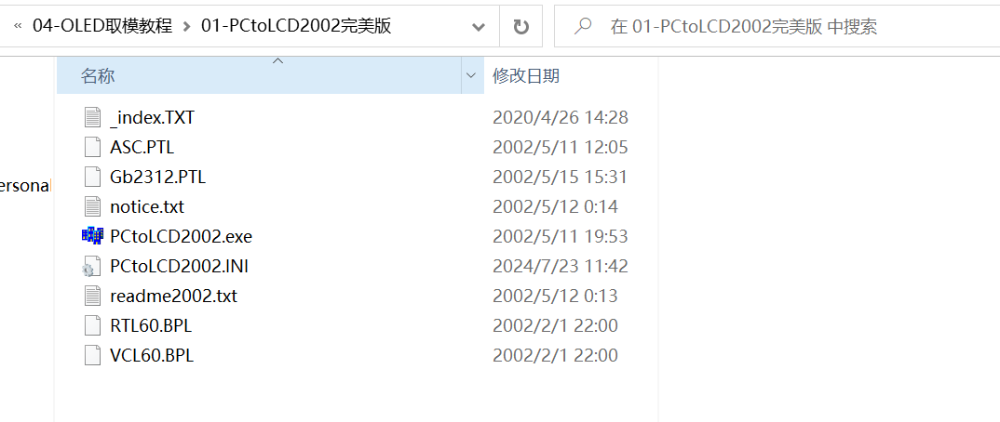 « 04-OLED取模教程 > 01-PCtoLCD2002完美版
在 01-PCtoLCD2002完美版 中搜索
名称 修改日期
_index.TXT 2020/4/26 14:28
ASC.PTL 2002/5/11 12:05
Gb2312.PTL 2002/5/15 15:31
ersonal
notice.txt 2002/5/12 0:14
PCtoLCD2002.exe 2002/5/11 19:53
PCtoLCD2002.INI 2024/7/23 11:42
readme2002.txt 2002/5/12 0:13
RTL60.BPL 2002/2/1 22:00
VCL60.BPL 2002/2/1 22:00